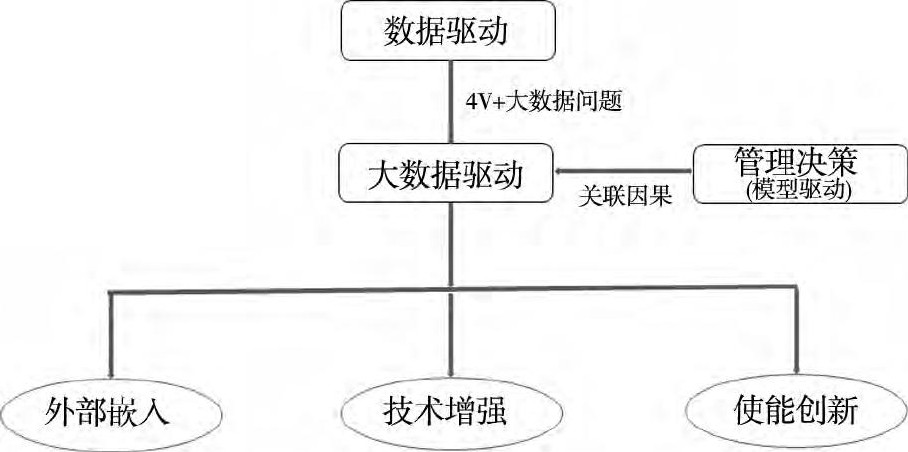 数据驱动
4V+大数据问题
大数据驱动
管理决策
(模型驱动)
关联因果
外部嵌入
技术增强
使能创新